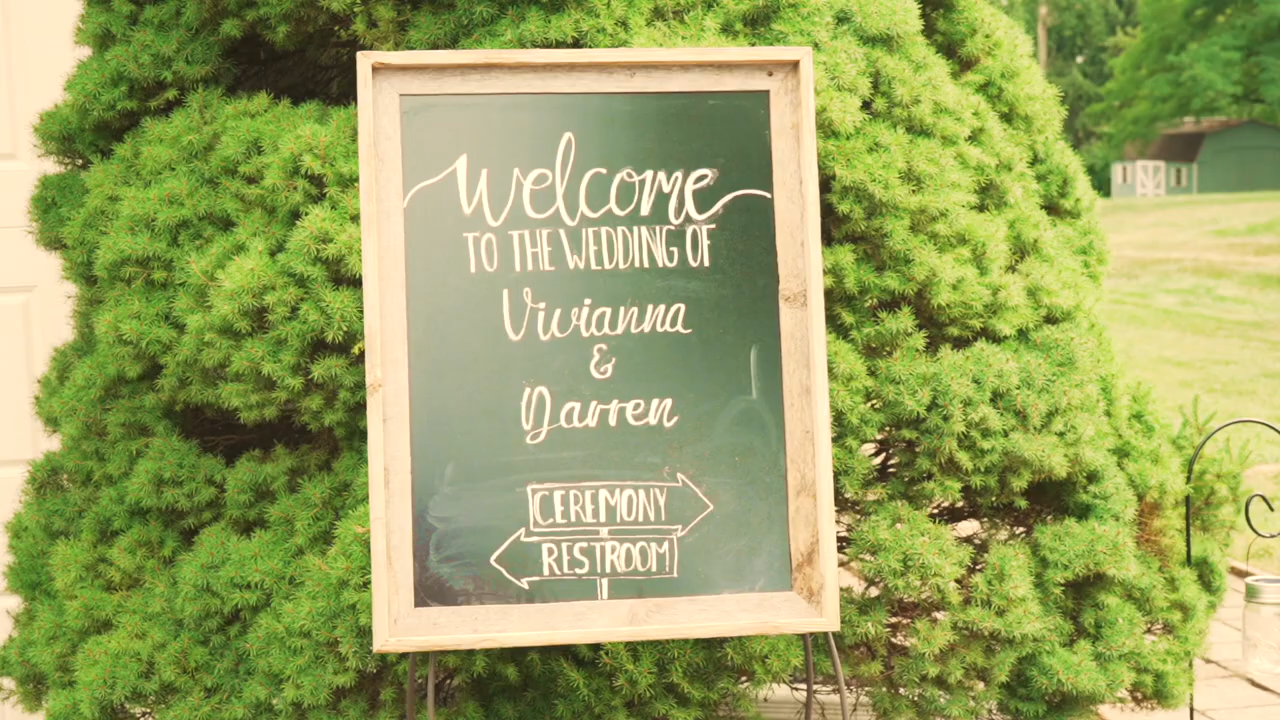 Welcome
TO THE WEDDING OF
Vivianna
&
Darren
CEREMONY
RESTROOM